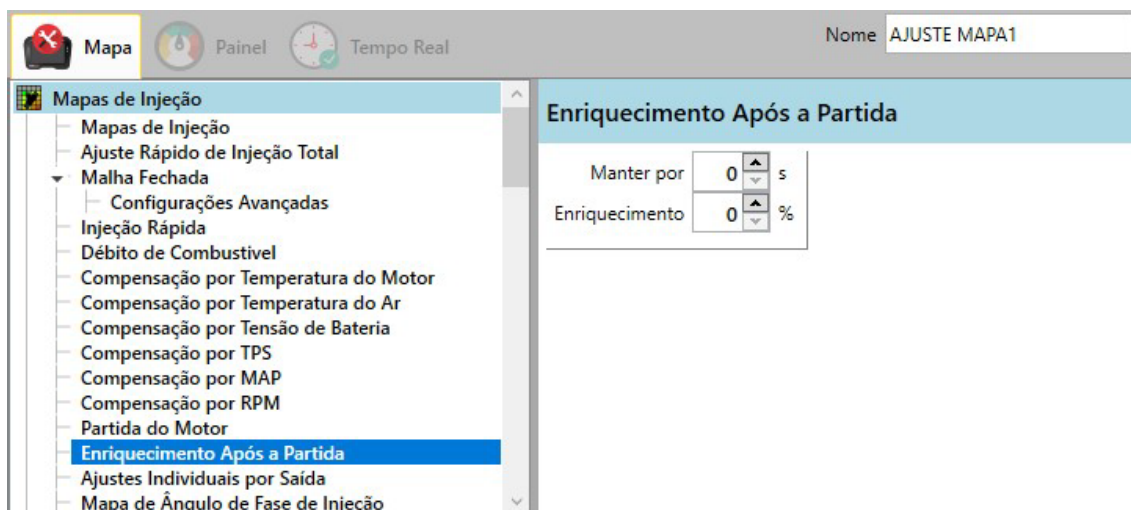 Mapa
Painel
Tempo Real
Nome AJUSTE MAPA1
Mapas de Injeção
Mapas de Injeção
Ajuste Rápido de Injeção Total
Malha Fechada
Configurações Avançadas
Injeção Rápida
Débito de Combustivel
Compensação por Temperatura do Motor
Compensação por Temperatura do Ar
Compensação por Tensão de Bateria
Compensação por TPS
Compensação por MAP
Compensação por RPM
Partida do Motor
Enriquecimento Após a Partida
Ajustes Individuais por Saída
Mapa de Ângulo de Fase de Injeção
Enriquecimento Após a Partida
Manter por 0 s
Enriquecimento 0 %